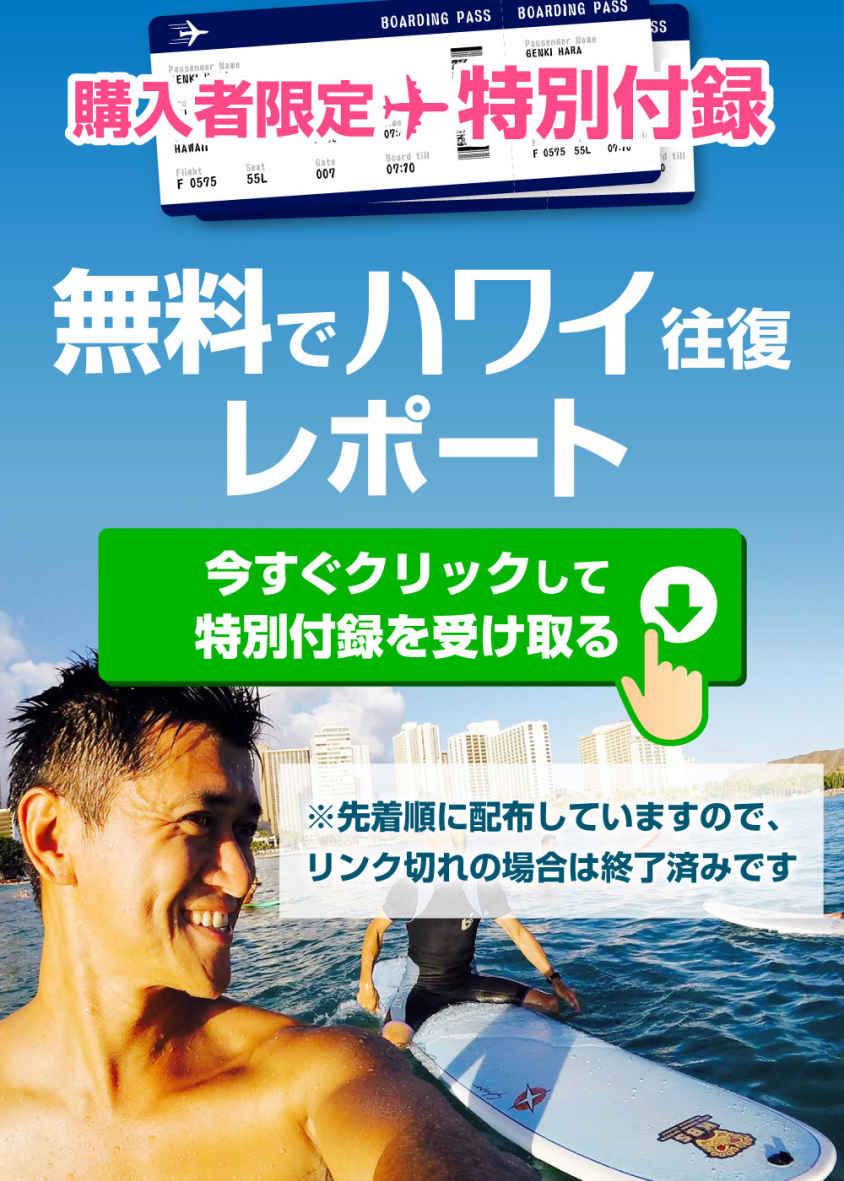 BOARDING PASS
BOARDING PASS
SS
Passenger Name
Passenger Name
GENKI HARA
購入者限定
特別付録
HAWAII
Flight
Seat
Gate
Board till
F 0575
55L
007
07:?0
F 0575 55L
無料でハワイ往復
レポート
今すぐクリックして
特別付録を受け取る
※先着順に配布していますので、
リンク切れの場合は終了済みです